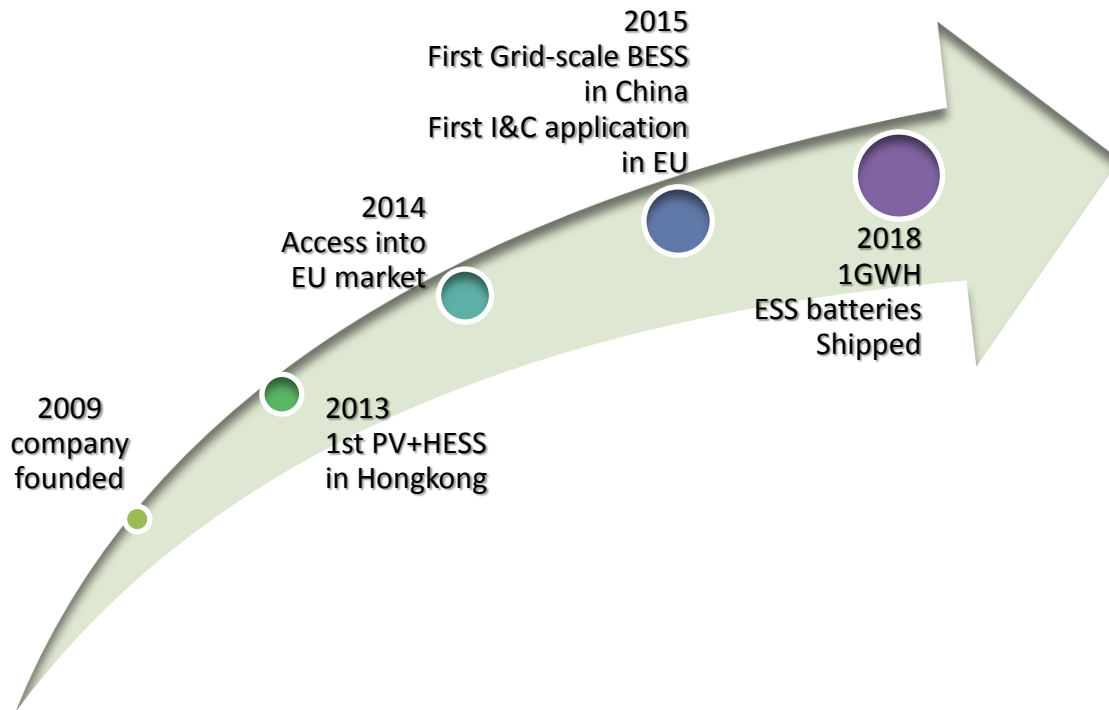 2009
company
founded
2013
1st PV+HESS
in Hongkong
2014
Access into
EU market
2015
First Grid-scale BESS
in China
First I&C application
in EU
2018
1GWH
ESS batteries
Shipped